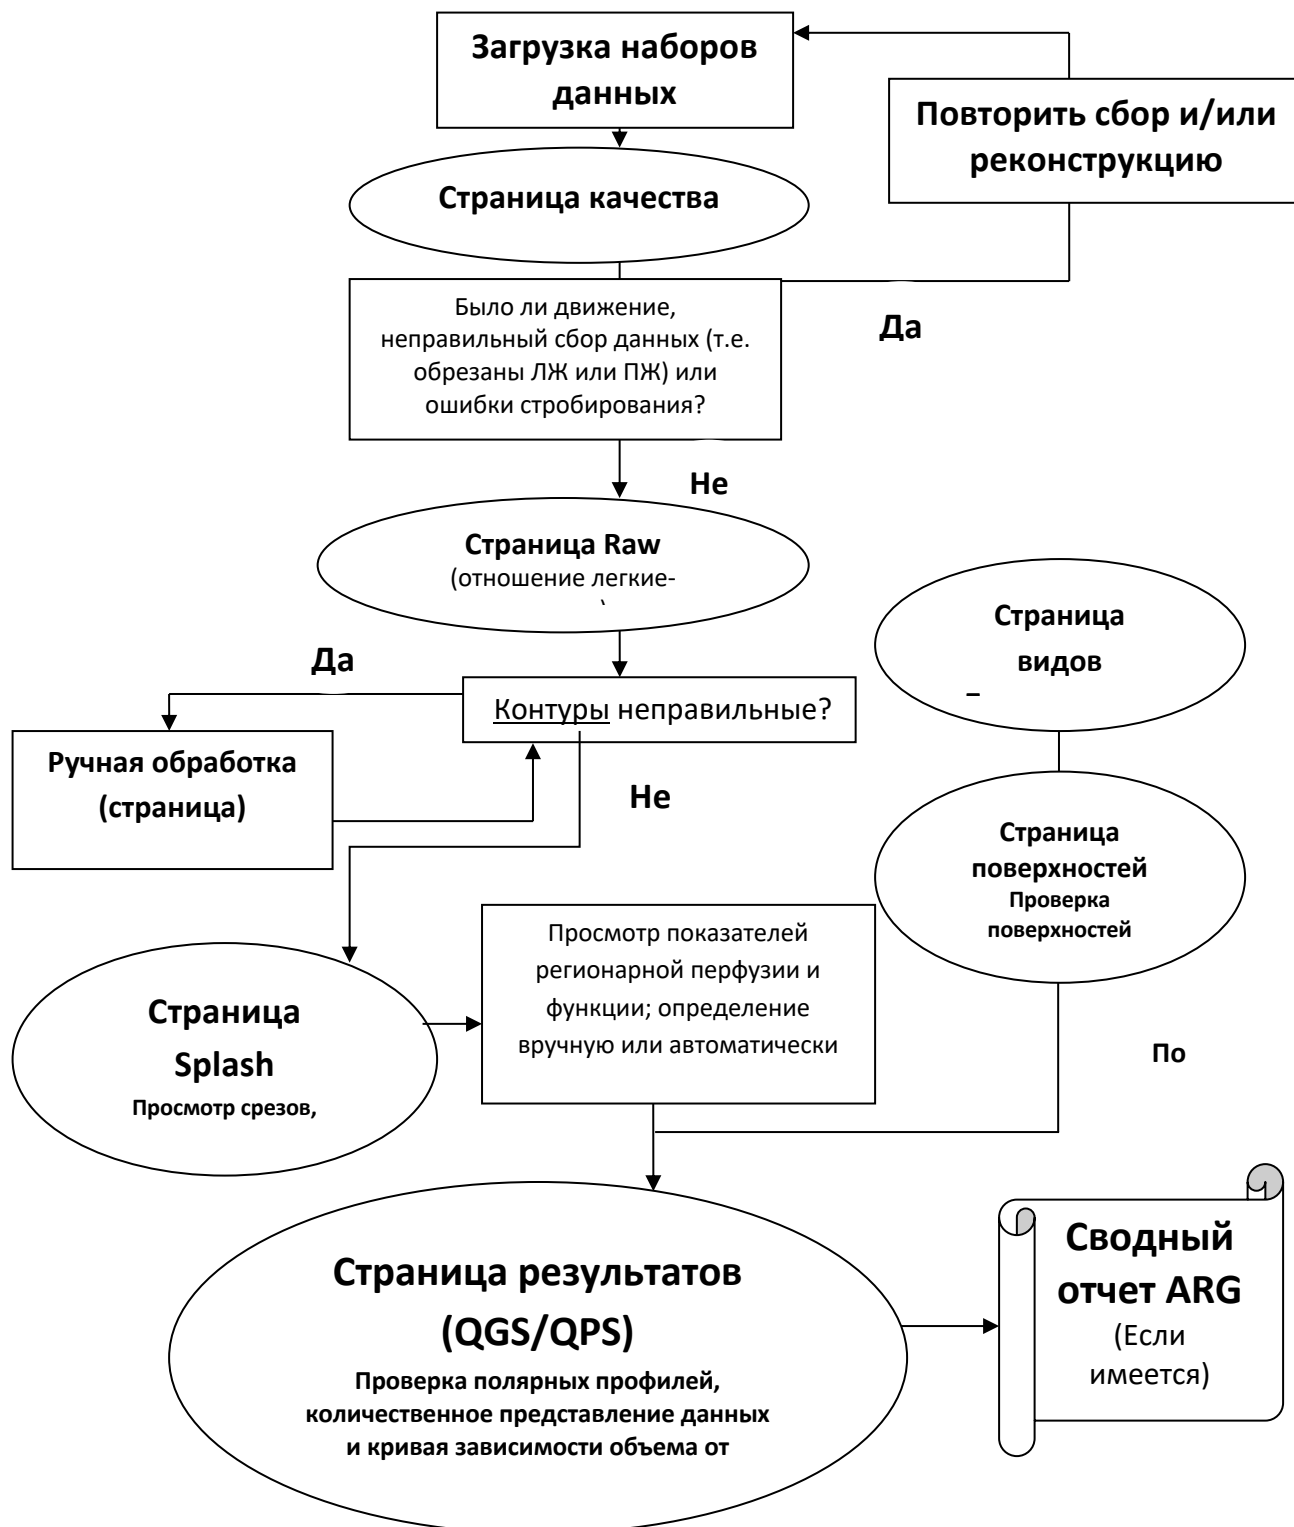 Загрузка наборов
данных
Повторить сбор и/или
реконструкцию
Страница качества
Было ли движение,
неправильный сбор данных (т.е.
обрезаны ЛЖ или ПЖ) или
ошибки стробирования?
Да
Не
Страница Raw
(отношение легкие-
Страница
видов
–
Да
Контуры неправильные?
Ручная обработка
(страница)
Не
Страница
поверхностей
Проверка
поверхностей
Просмотр показателей
регионарной перфузии и
функции; определение
вручную или автоматически
Страница
Splash
Просмотр срезов,
По
Страница результатов
(QGS/QPS)
Проверка полярных профилей,
количественное представление данных
и кривая зависимости объема от
Сводный
отчет ARG
(Если
имеется)